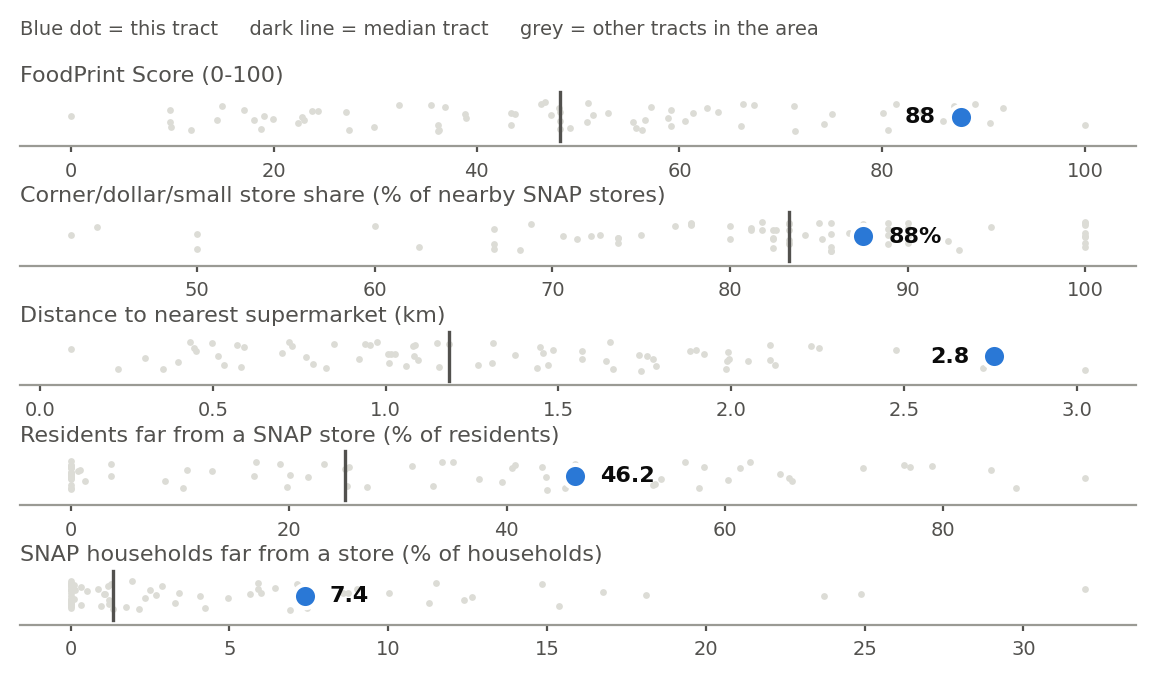 Blue dot = this tract dark line = median tract grey = other tracts in the area
FoodPrint Score (0-100)
88
0 20 40 60 80 100
Corner/dollar/small store share (% of nearby SNAP stores)
88%
50 60 70 80 90 100
Distance to nearest supermarket (km)
2.8
0.0 0.5 1.0 1.5 2.0 2.5 3.0
Residents far from a SNAP store (% of residents)
46.2
0 20 40 60 80
SNAP households far from a store (% of households)
7.4
0 5 10 15 20 25 30